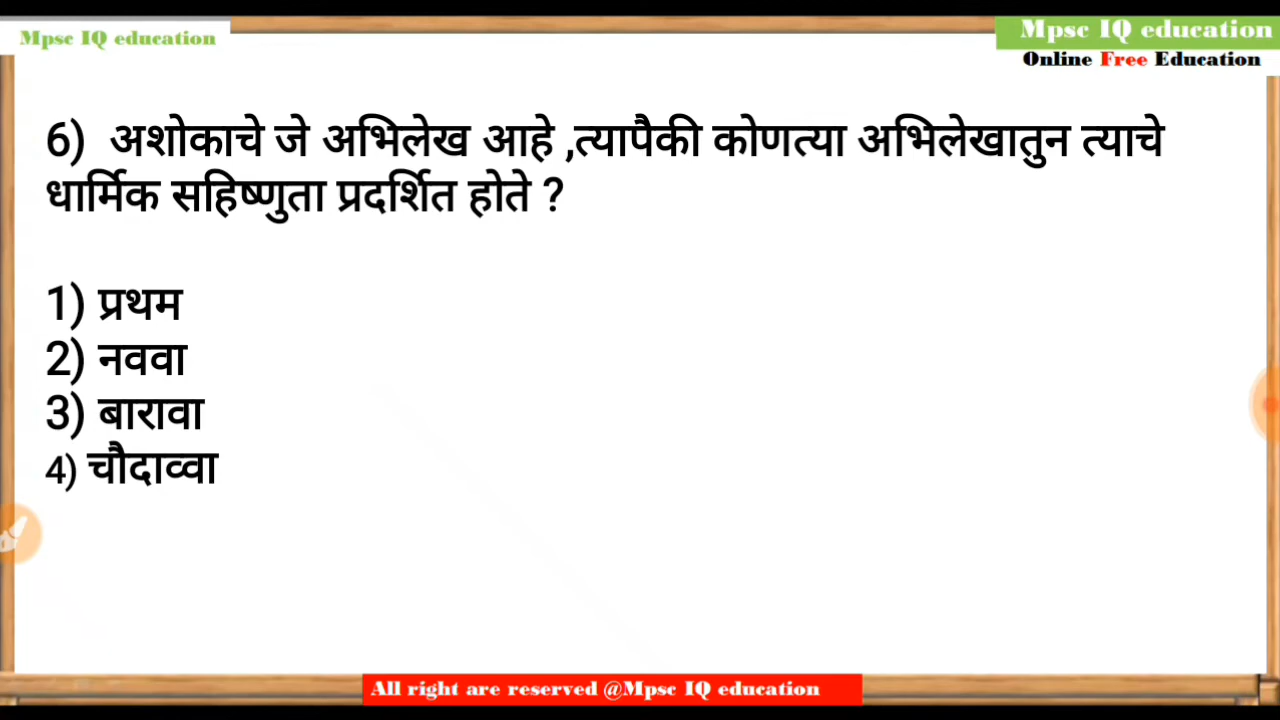 Mpsc IQ education
Mpsc IQ education
Online Free Education
6) अशोकाचे जे अभिलेख आहे ,त्यापैकी कोणत्या अभिलेखातुन त्याचे
धार्मिक सहिष्णुता प्रदर्शित होते ?
1) प्रथम
2) नववा
3) बारावा
4) चौदाव्वा
All right are reserved @Mpsc IQ education